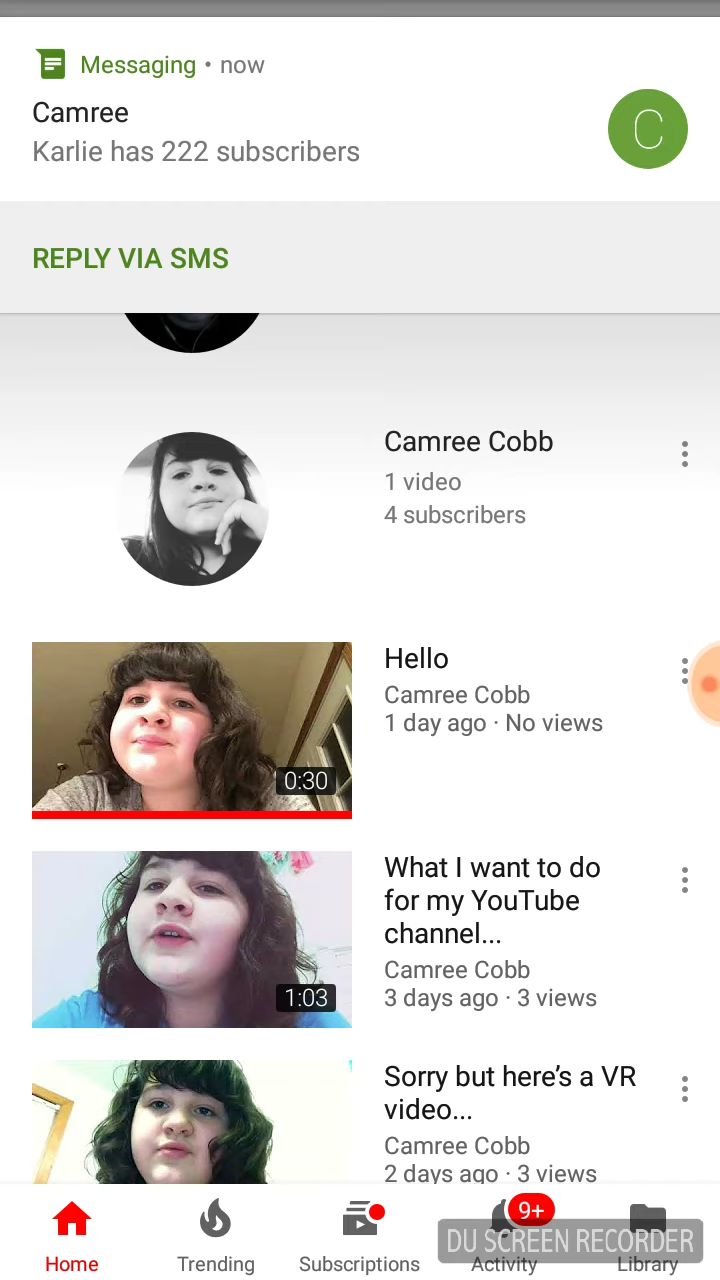 Messaging • now
Camree
C
Karlie has 222 subscribers
REPLY VIA SMS
Camree Cobb
1 video
4 subscribers
Hello
Camree Cobb
1 day ago · No views
0:30
What I want to do
for my YouTube
channel...
Camree Cobb
3 days ago · 3 views
1:03
Sorry but here’s a VR
video...
Camree Cobb
2 days ago · 3 views
9+
DU SCREEN RECORDER
Home
Trending
Subscriptions
Activity
Library